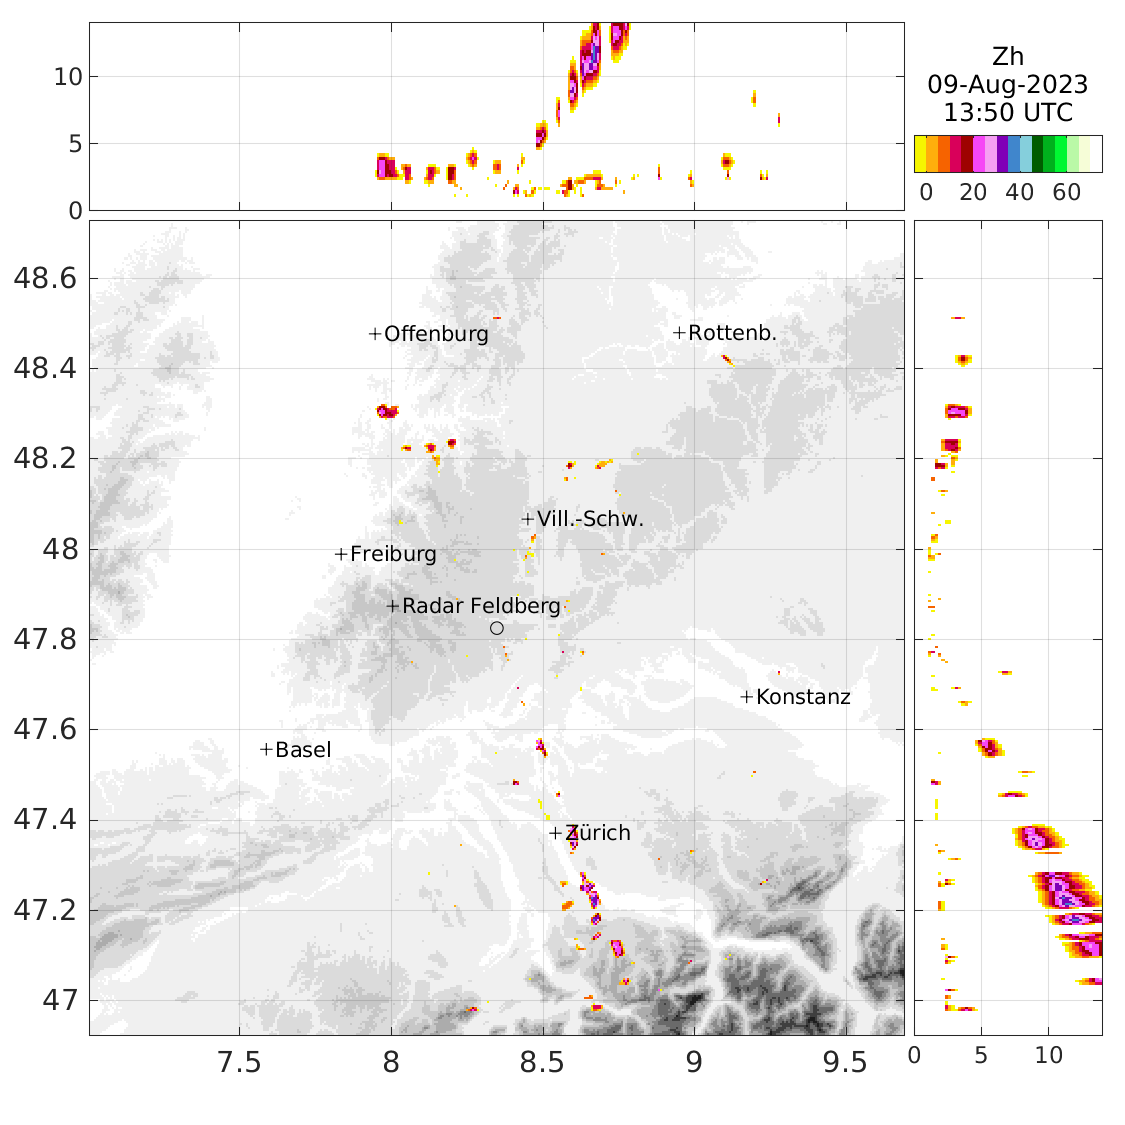 10
5
0
Zh
09-Aug-2023
13:50 UTC
0 20 40 60
48.6
48.4
48.2
48
47.8
47.6
47.4
47.2
47
+Offenburg
+Rottenb.
+Vill.-Schw.
+Freiburg
+Radar Feldberg
+Konstanz
+Basel
+Zürich
7.5 8 8.5 9 9.5
0 5 10